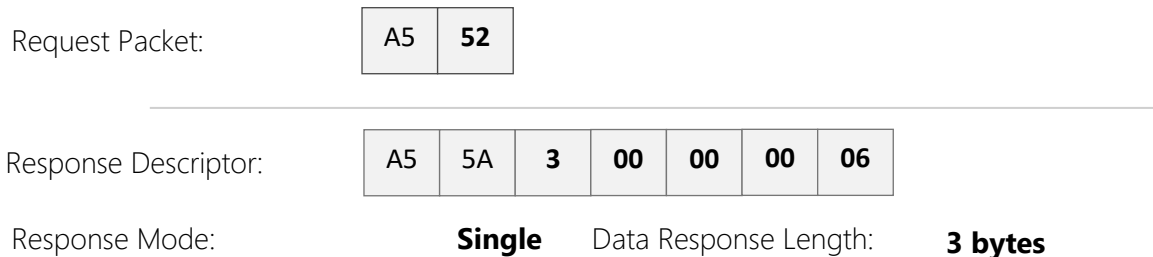 Request Packet: A5 52
Response Descriptor: A5 5A 3 00 00 00 06
Response Mode: Single Data Response Length: 3 bytes